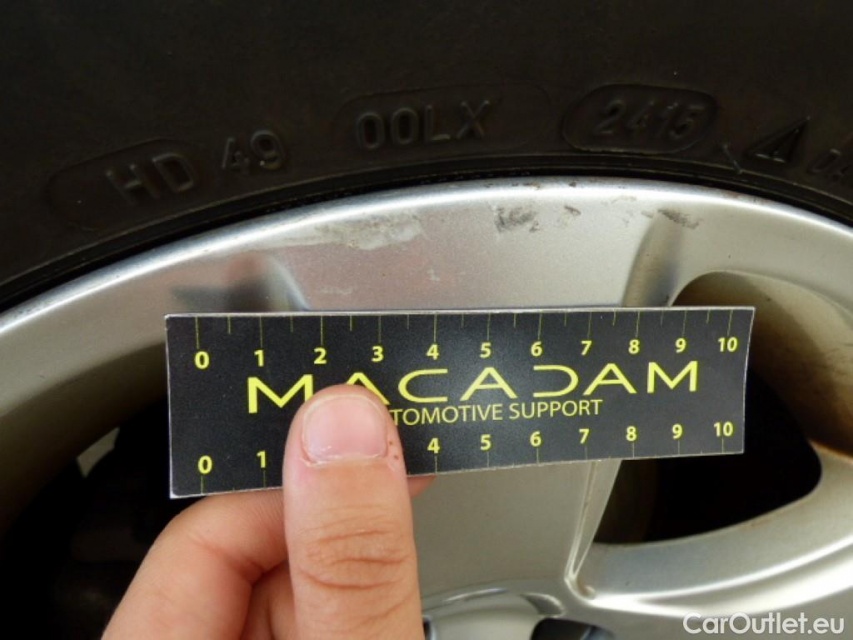 HD 49 00LX 2415
0 1 2 3 4 5 6 7 8 9 10
MACADAM
TOMOTIVE SUPPORT
0 1 4 5 6 7 8 9 10
CarOutlet.eu